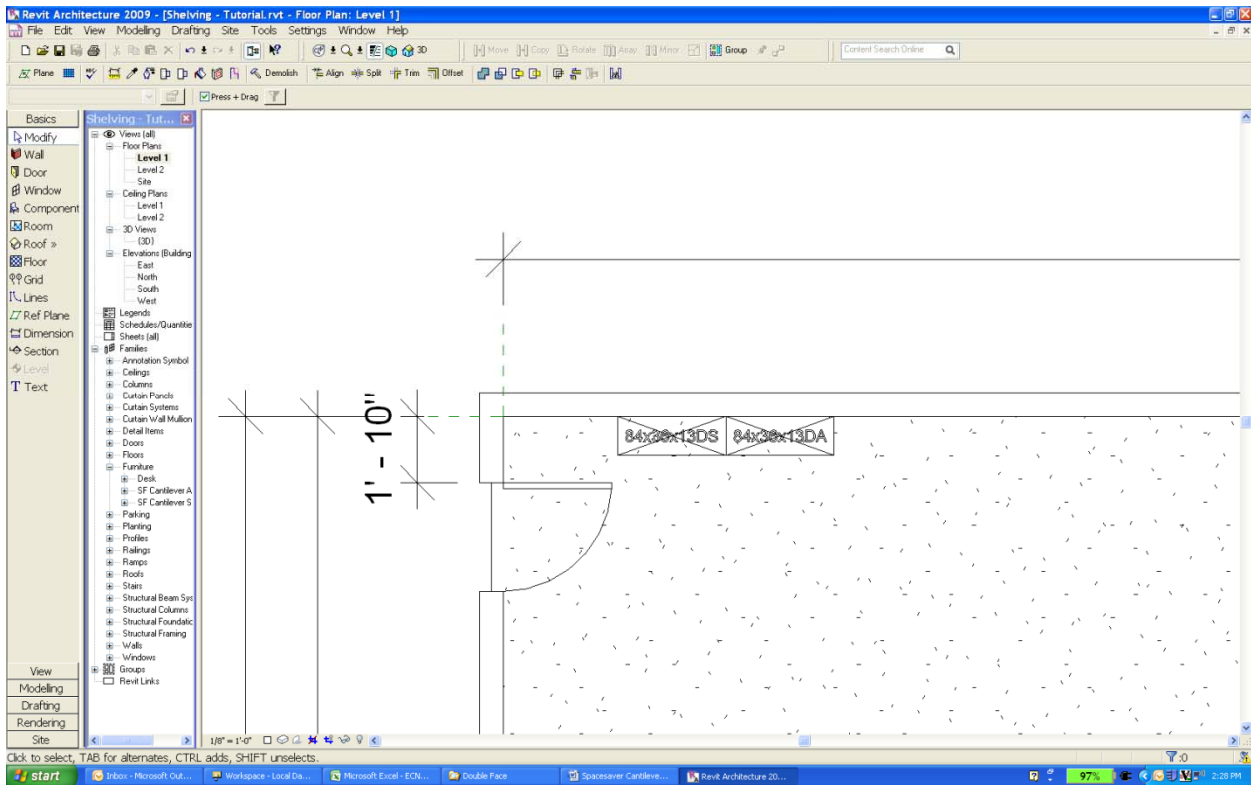 Revit Architecture 2009 - [Shelving - Tutorial.rvt - Floor Plan: Level 1]
File Edit View Modelling Drafting Site Tools Settings Window Help
3D Move Copy Rotate Array Mirror Group Content Search Online
Plane Demolish Align Split Trim Offset
Press + Drag
Basics
Modify
Wall
Door
Window
Component
Room
Roof »
Floor
Grid
Lines
Ref Plane
Dimension
Section
Level
Text
View
Modelling
Drafting
Rendering
Site
Shelving - Tut...
Views (all)
Floor Plans
Level 1
Level 2
Site
Ceiling Plans
Level 1
Level 2
3D Views
{3D}
Elevations (Building
East
North
South
West
Legends
Schedules/Quantitie
Sheets (all)
Families
Annotation Symbol
Ceilings
Columns
Curtain Panels
Curtain Systems
Curtain Wall Mullion
Detail Items
Doors
Floors
Furniture
Desk
SF Cantilever A
SF Cantilever S
Parking
Planting
Profiles
Railings
Ramps
Roofs
Stairs
Structural Beam Sys
Structural Columns
Structural Foundatic
Structural Framing
Walls
Windows
Groups
Revit Links
1' - 10"
84x36x13DS 84x36x13DA
1/8" = 1'-0"
Click to select, TAB for alternates, CTRL adds, SHIFT unselects.
:0
start Inbox - Microsoft Out... Workspace - Local Da... Microsoft Excel - ECN... Double Face Spacesaver Cantileve... Revit Architecture 20... 97% 2:28 PM